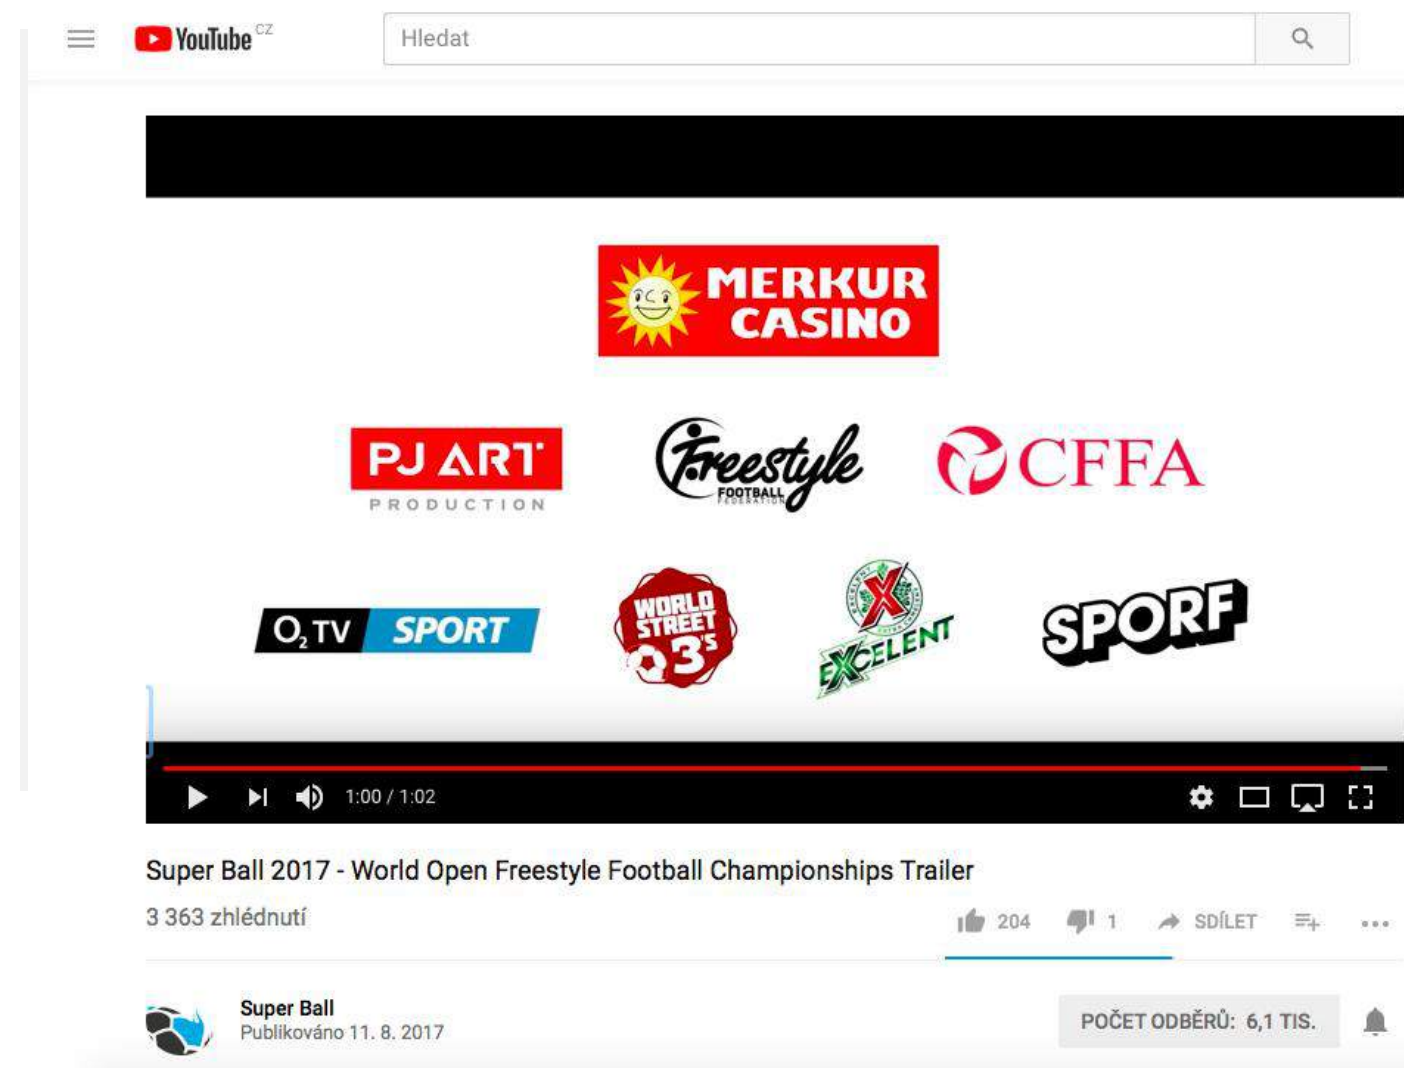 YouTube CZ
Hledat
MERKUR
CASINO
PJ ART
PRODUCTION
Freestyle
FOOTBALL
FEDERATION
CFFA
O2 TV SPORT
WORLD
STREET
3'S
EXCELENT
EXCELENT
SPORF
1:00 / 1:02
Super Ball 2017 - World Open Freestyle Football Championships Trailer
3 363 zhlédnutí
204
1
SDÍLET
Super Ball
Publikováno 11. 8. 2017
POČET ODBĚRŮ: 6,1 TIS.